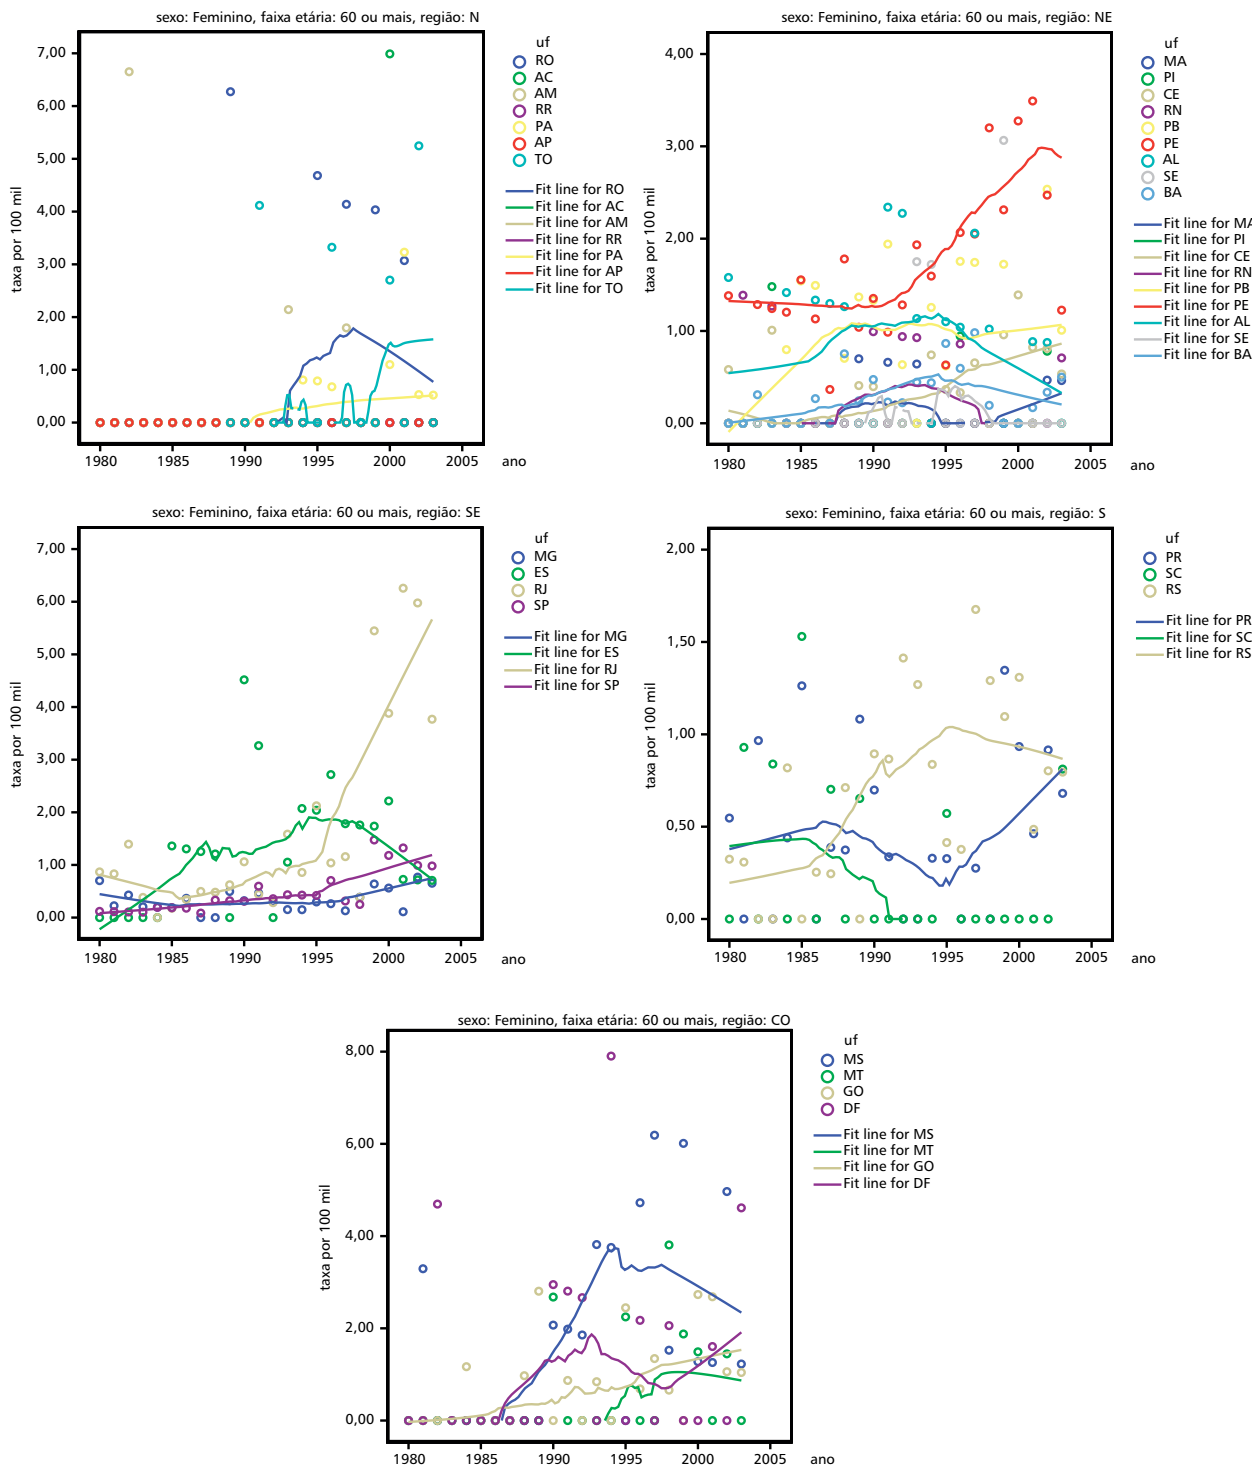 sexo: Feminino, faixa etária: 60 ou mais, região: N
7,00
6,00
5,00
4,00
3,00
2,00
1,00
0,00
taxa por 100 mil
1980 1985 1990 1995 2000 2005 ano
uf
RO
AC
AM
RR
PA
AP
TO
Fit line for RO
Fit line for AC
Fit line for AM
Fit line for RR
Fit line for PA
Fit line for AP
Fit line for TO
sexo: Feminino, faixa etária: 60 ou mais, região: NE
4,00
3,00
2,00
1,00
0,00
taxa por 100 mil
1980 1985 1990 1995 2000 2005 ano
uf
MA
PI
CE
RN
PB
PE
AL
SE
BA
Fit line for MA
Fit line for PI
Fit line for CE
Fit line for RN
Fit line for PB
Fit line for PE
Fit line for AL
Fit line for SE
Fit line for BA
sexo: Feminino, faixa etária: 60 ou mais, região: SE
7,00
6,00
5,00
4,00
3,00
2,00
1,00
0,00
taxa por 100 mil
1980 1985 1990 1995 2000 2005 ano
uf
MG
ES
RJ
SP
Fit line for MG
Fit line for ES
Fit line for RJ
Fit line for SP
sexo: Feminino, faixa etária: 60 ou mais, região: S
2,00
1,50
1,00
0,50
0,00
taxa por 100 mil
1980 1985 1990 1995 2000 2005 ano
uf
PR
SC
RS
Fit line for PR
Fit line for SC
Fit line for RS
sexo: Feminino, faixa etária: 60 ou mais, região: CO
8,00
6,00
4,00
2,00
0,00
taxa por 100 mil
1980 1985 1990 1995 2000 2005 ano
uf
MS
MT
GO
DF
Fit line for MS
Fit line for MT
Fit line for GO
Fit line for DF